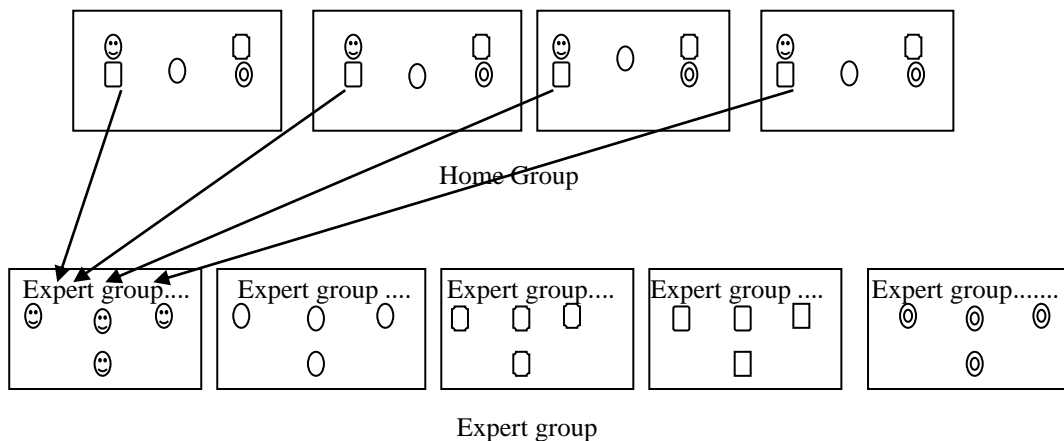 Home Group
Expert group....
Expert group ....
Expert group....
Expert group ....
Expert group.......
Expert group